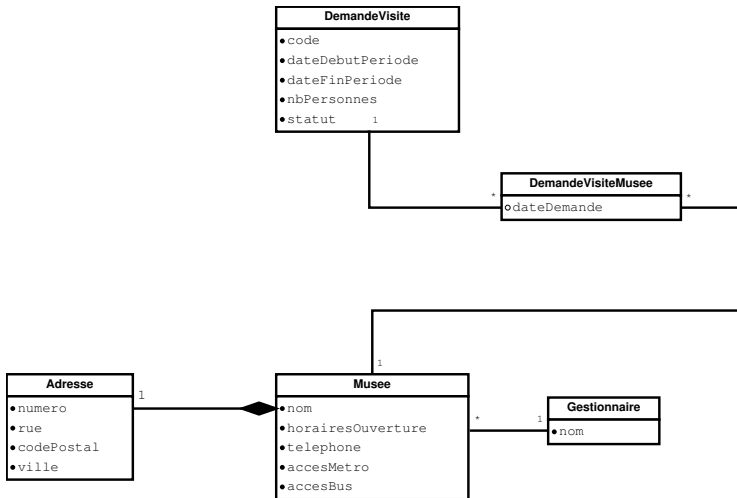 DemandeVisite
code
dateDebutPeriode
dateFinPeriode
nbPersonnes
statut
1
DemandeVisiteMusee
*
*
dateDemande
1
Adresse
1
numero
rue
codePostal
ville
Musee
nom
horairesOuverture
telephone
accesMetro
accesBus
*
1
Gestionnaire
nom